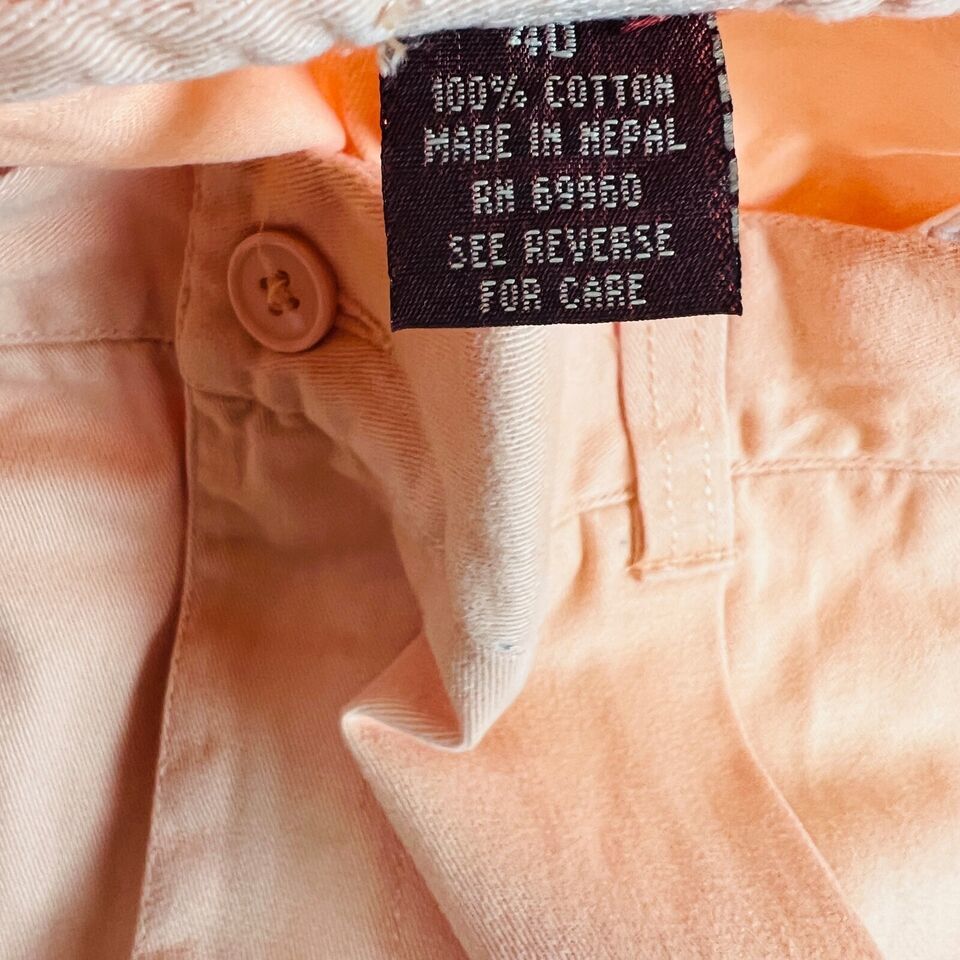 40
100% COTTON
MADE IN NEPAL
RN 69960
SEE REVERSE
FOR CARE